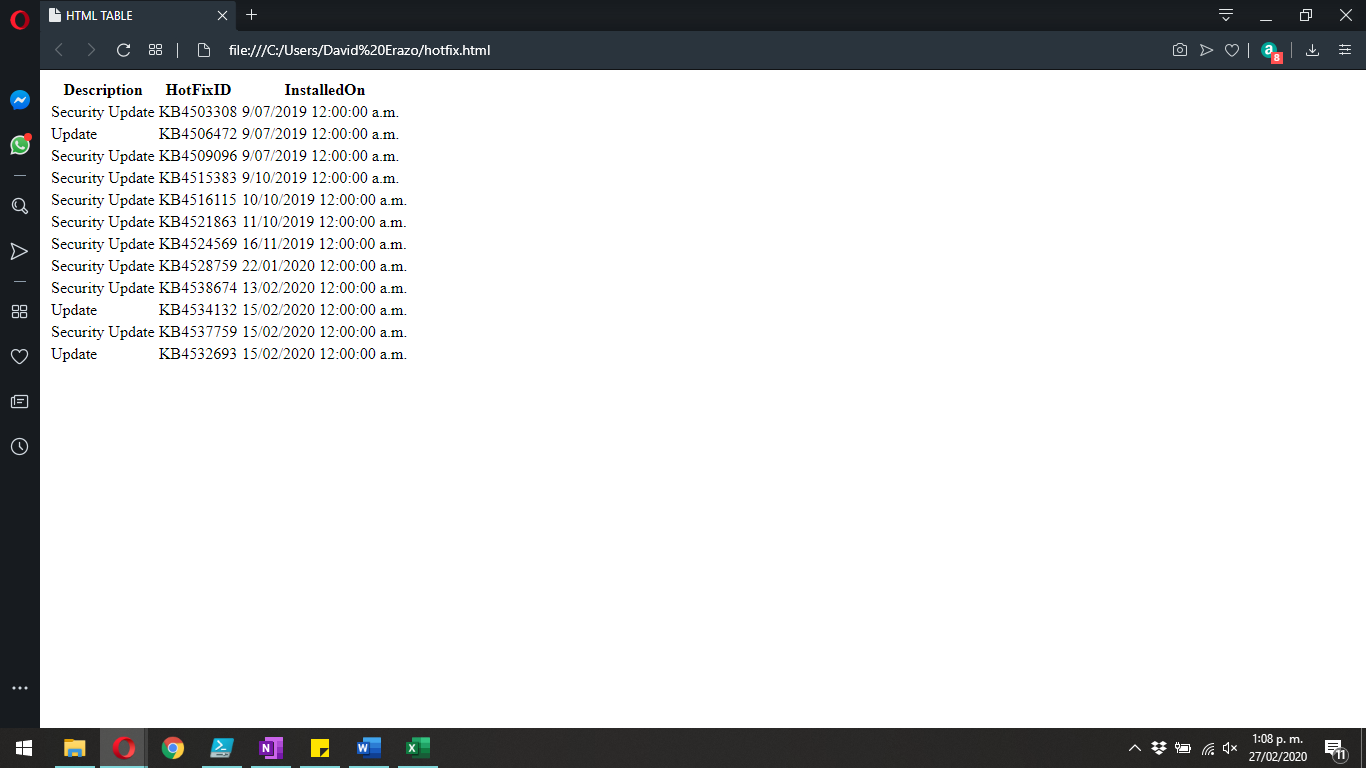 HTML TABLE
file:///C:/Users/David%20Erazo/hotfix.html
a
8
Description HotFixID InstalledOn
Security Update KB4503308 9/07/2019 12:00:00 a.m.
Update KB4506472 9/07/2019 12:00:00 a.m.
Security Update KB4509096 9/07/2019 12:00:00 a.m.
Security Update KB4515383 9/10/2019 12:00:00 a.m.
Security Update KB4516115 10/10/2019 12:00:00 a.m.
Security Update KB4521863 11/10/2019 12:00:00 a.m.
Security Update KB4524569 16/11/2019 12:00:00 a.m.
Security Update KB4528759 22/01/2020 12:00:00 a.m.
Security Update KB4538674 13/02/2020 12:00:00 a.m.
Update KB4534132 15/02/2020 12:00:00 a.m.
Security Update KB4537759 15/02/2020 12:00:00 a.m.
Update KB4532693 15/02/2020 12:00:00 a.m.
N
W
X
1:08 p. m.
27/02/2020
11